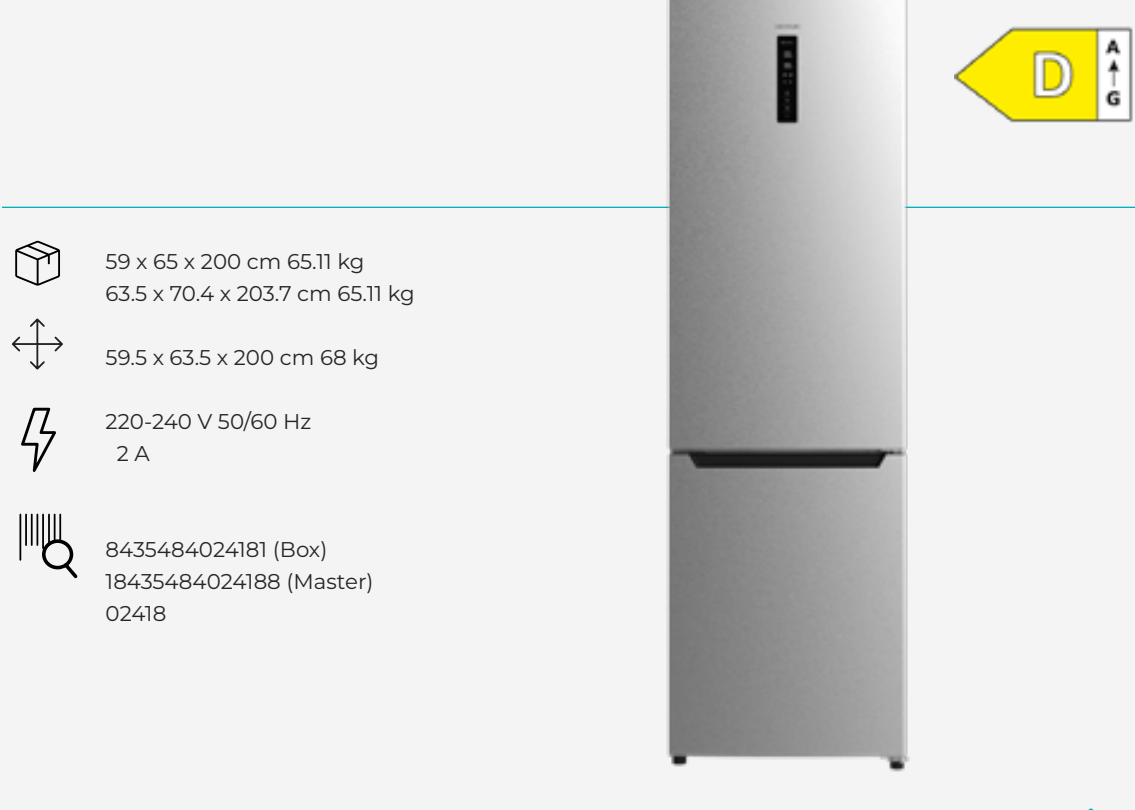 D
A
G
59 x 65 x 200 cm 65.11 kg
63.5 x 70.4 x 203.7 cm 65.11 kg
59.5 x 63.5 x 200 cm 68 kg
220-240 V 50/60 Hz
2 A
8435484024181 (Box)
18435484024188 (Master)
02418